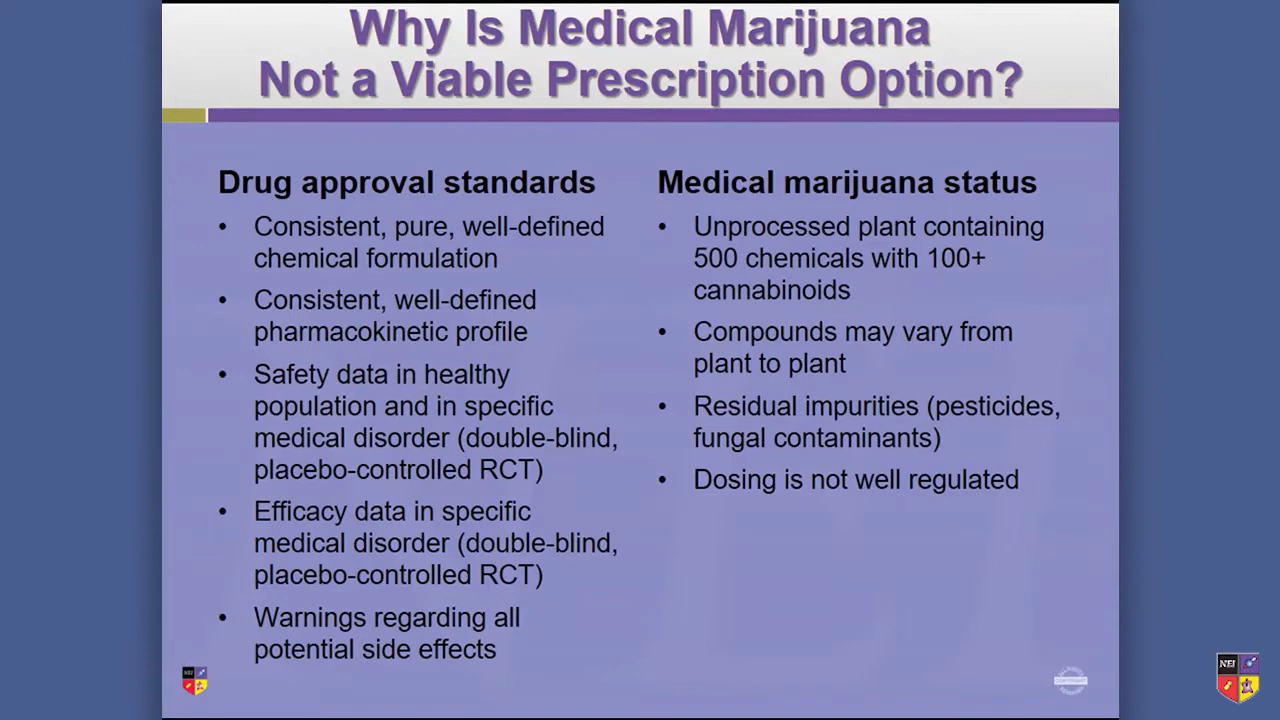 Why Is Medical Marijuana
Not a Viable Prescription Option?
Drug approval standards
• Consistent, pure, well-defined
chemical formulation
• Consistent, well-defined
pharmacokinetic profile
• Safety data in healthy
population and in specific
medical disorder (double-blind,
placebo-controlled RCT)
• Efficacy data in specific
medical disorder (double-blind,
placebo-controlled RCT)
• Warnings regarding all
potential side effects
Medical marijuana status
• Unprocessed plant containing
500 chemicals with 100+
cannabinoids
• Compounds may vary from
plant to plant
• Residual impurities (pesticides,
fungal contaminants)
• Dosing is not well regulated
NEI
NEI